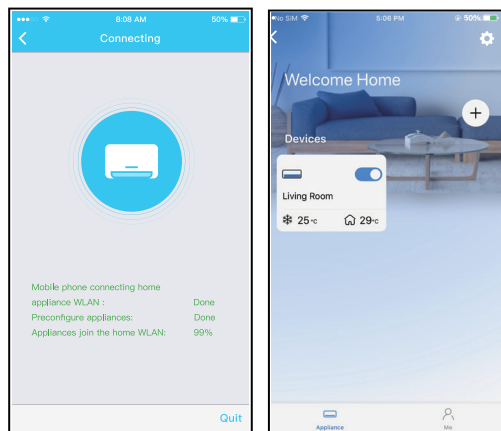 8:08 AM
50%
Connecting
Mobile phone connecting home
appliance WLAN :
Done
Preconfigure appliances:
Done
Appliances join the home WLAN:
99%
Quit
No SIM
5:06 PM
50%
Welcome Home
+
Devices
Living Room
25 °C
29 °C
Appliance
Me